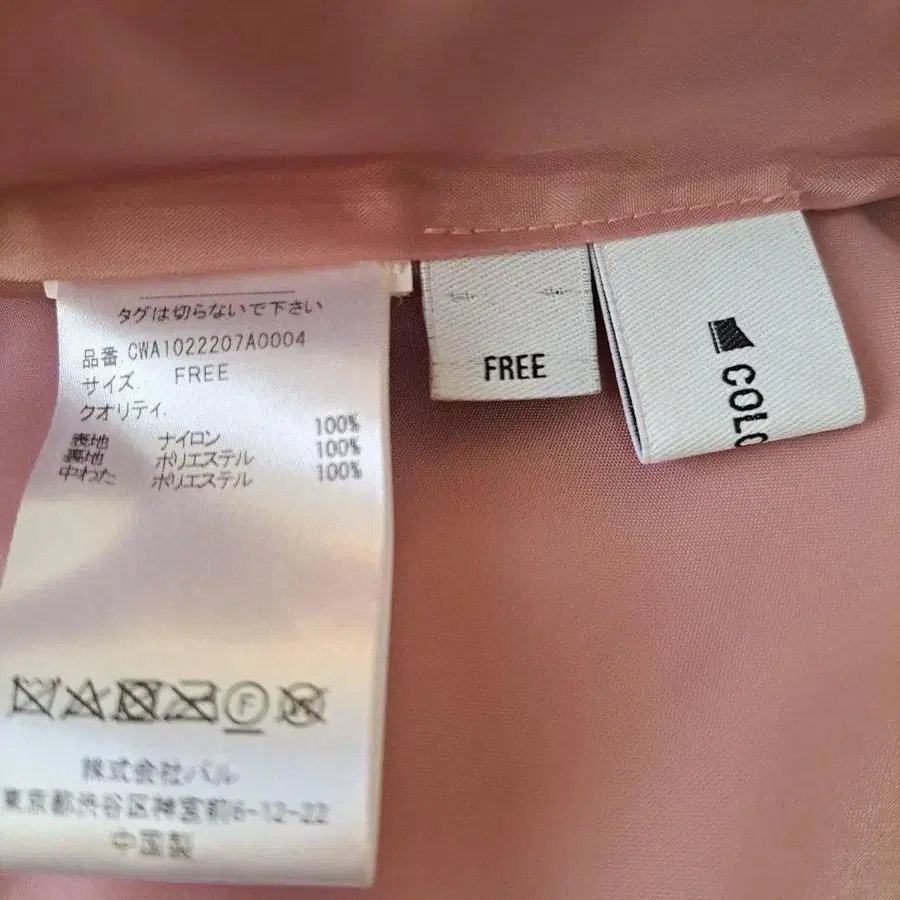 タグは切らないで下さい
品番.CWA1022207A0004
サイズ. FREE
クオリティ.
表地 ナイロン 100%
裏地 ポリエステル 100%
中わた ポリエステル 100%
F
株式会社パル
東京都渋谷区神宮前6-12-22
中国製
FREE
COLO